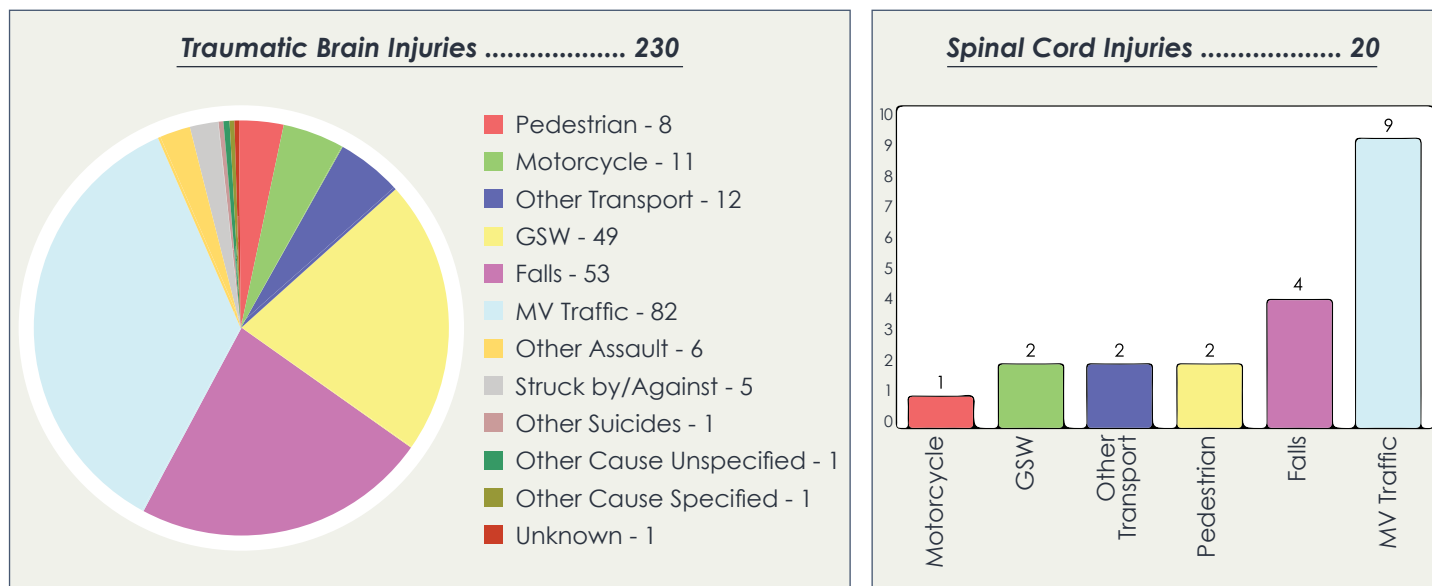 Traumatic Brain Injuries ................... 230
Pedestrian - 8
Motorcycle - 11
Other Transport - 12
GSW - 49
Falls - 53
MV Traffic - 82
Other Assault - 6
Struck by/Against - 5
Other Suicides - 1
Other Cause Unspecified - 1
Other Cause Specified - 1
Unknown - 1
Spinal Cord Injuries ................... 20
10
9
8
7
6
5
4
3
2
1
0
1
2
2
2
4
9
Motorcycle
GSW
Other
Transport
Pedestrian
Falls
MV Traffic